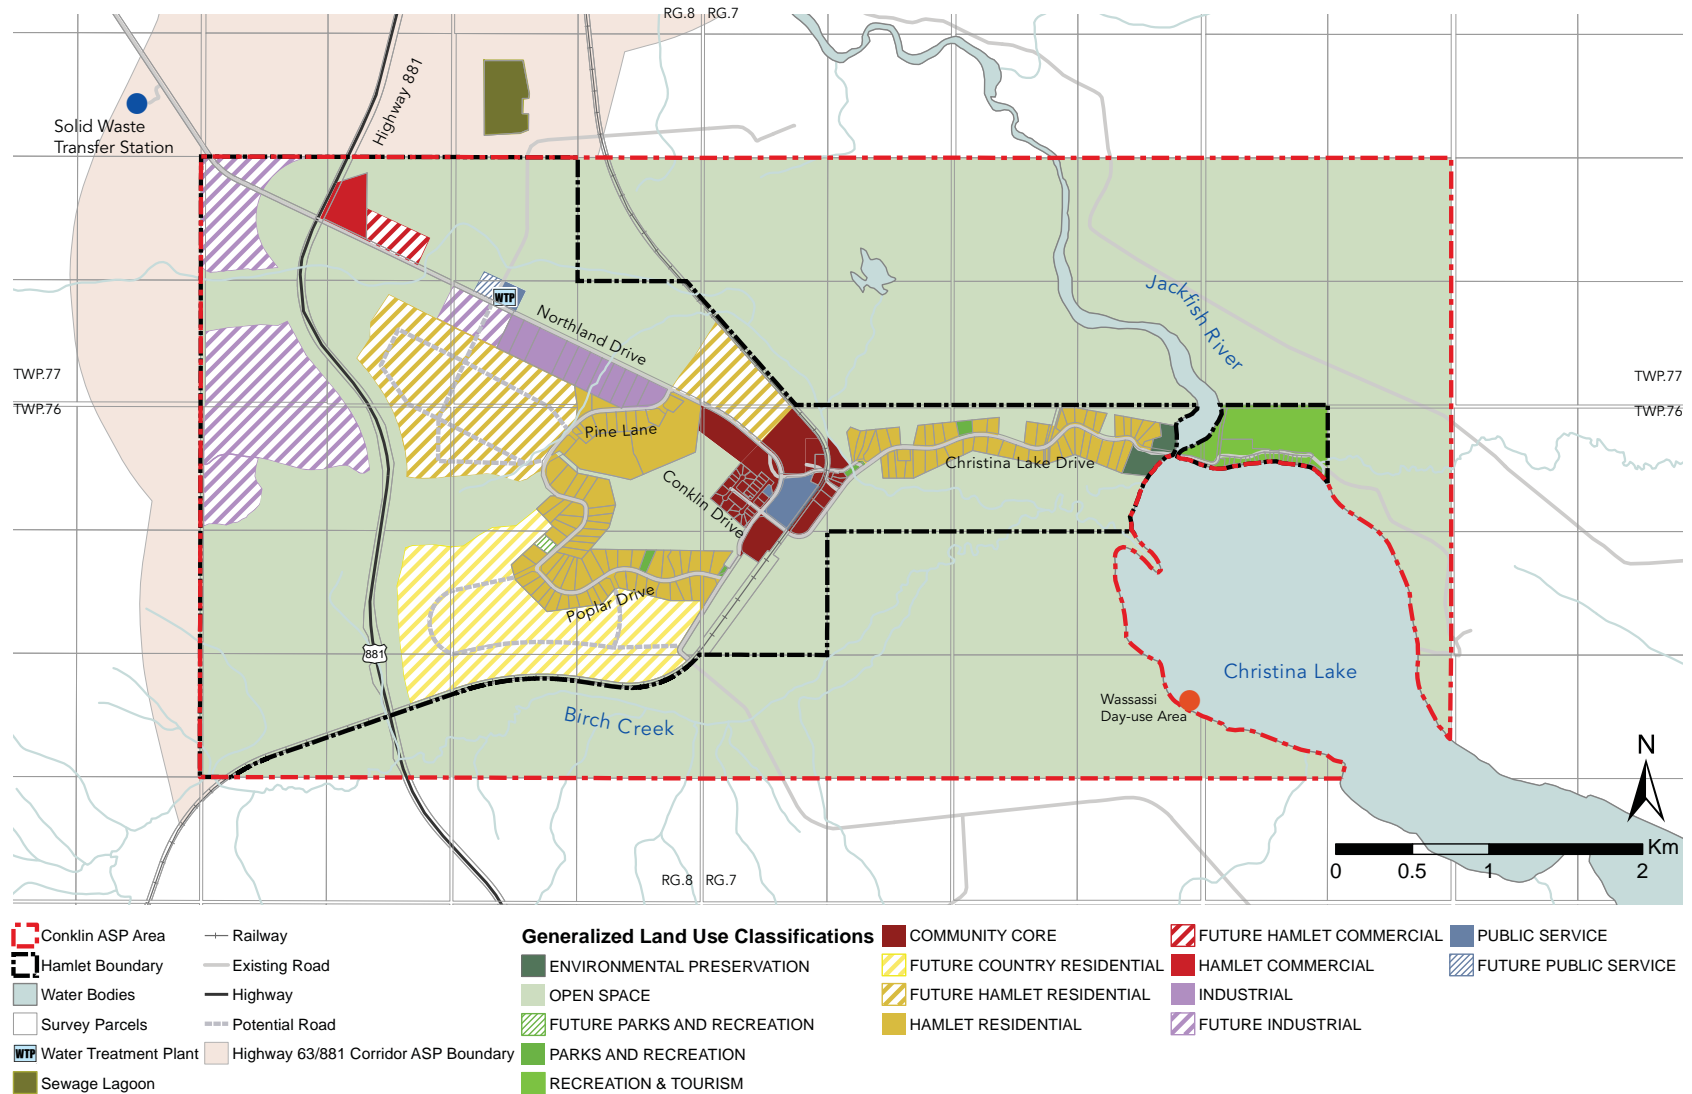 RG.8 RG.7
Highway 881
Solid Waste
Transfer Station
WTP
Northland Drive
Jackfish River
TWP.77
TWP.76
TWP.77
TWP.76
Pine Lane
Christina Lake Drive
Conklin Drive
Poplar Drive
881
Christina Lake
Wassassi
Day-use Area
Birch Creek
N
Km
0 0.5 1 2
RG.8 RG.7
Conklin ASP Area
Hamlet Boundary
Water Bodies
Survey Parcels
WTP Water Treatment Plant
Sewage Lagoon
Railway
Existing Road
Highway
Potential Road
Highway 63/881 Corridor ASP Boundary
Generalized Land Use Classifications
ENVIRONMENTAL PRESERVATION
OPEN SPACE
FUTURE PARKS AND RECREATION
PARKS AND RECREATION
RECREATION & TOURISM
COMMUNITY CORE
FUTURE COUNTRY RESIDENTIAL
FUTURE HAMLET RESIDENTIAL
HAMLET RESIDENTIAL
FUTURE HAMLET COMMERCIAL
HAMLET COMMERCIAL
INDUSTRIAL
FUTURE INDUSTRIAL
PUBLIC SERVICE
FUTURE PUBLIC SERVICE